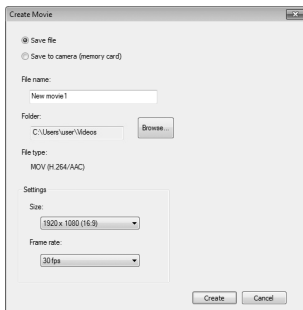 Create Movie
Save file
Save to camera (memory card)
File name:
New movie1
Folder:
C:\Users\user\Videos
Browse...
File type:
MOV (H.264/AAC)
Settings
Size:
1920 x 1080 (16:9)
Frame rate:
30 fps
Create
Cancel